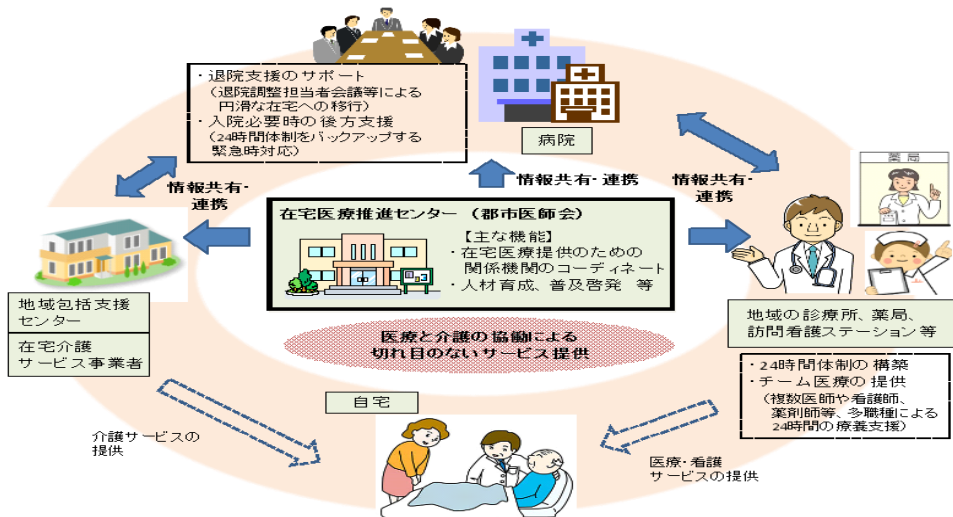 ・退院支援のサポート
（退院調整担当者会議等による
円滑な在宅への移行）
・入院必要時の後方支援
（24時間体制をバックアップする
緊急時対応）
病院
薬局
情報共有・
連携
情報共有・連携
情報共有・
連携
在宅医療推進センター（郡市医師会）
【主な機能】
・在宅医療提供のための
関係機関のコーディネート
・人材育成、普及啓発 等
地域包括支援
センター
在宅介護
サービス事業者
地域の診療所、薬局、
訪問看護ステーション等
医療と介護の協働による
切れ目のないサービス提供
・24時間体制の構築
・チーム医療の提供
（複数医師や看護師、
薬剤師等、多職種による
24時間の療養支援）
自宅
介護サービスの
提供
医療・看護
サービスの提供